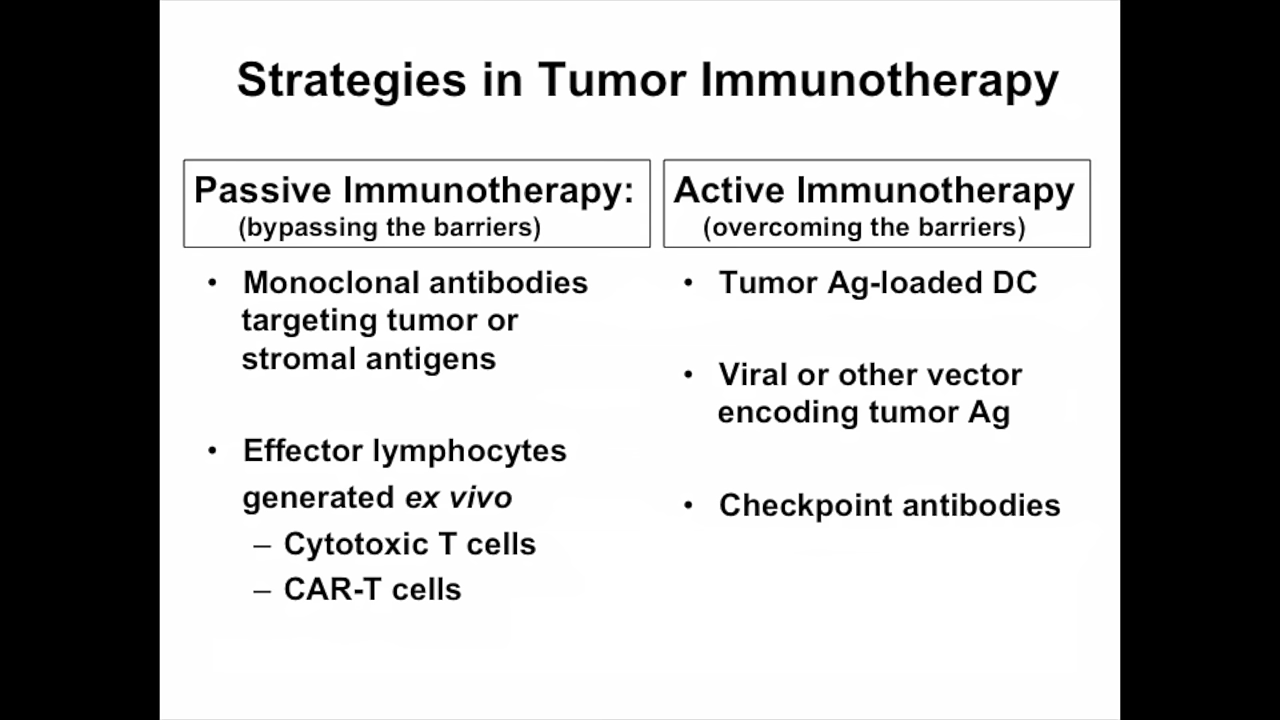 Strategies in Tumor Immunotherapy
Passive Immunotherapy:
(bypassing the barriers)
• Monoclonal antibodies
targeting tumor or
stromal antigens
• Effector lymphocytes
generated ex vivo
– Cytotoxic T cells
– CAR-T cells
Active Immunotherapy
(overcoming the barriers)
• Tumor Ag-loaded DC
• Viral or other vector
encoding tumor Ag
• Checkpoint antibodies